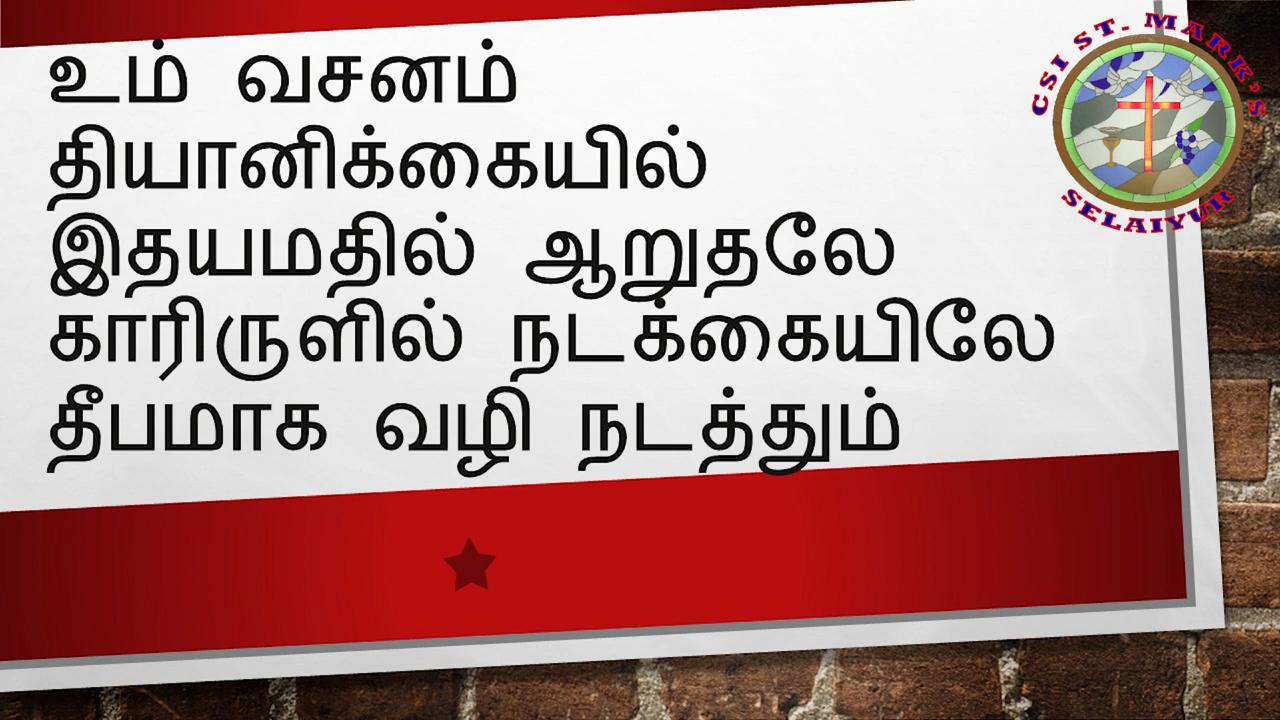 உம் வசனம்
தியானிக்கையில்
இதயமதில் ஆறுதலே
காரிருளில் நடக்கையிலே
தீபமாக வழி நடத்தும்
CSI ST. MARK'S
SELAIYUR